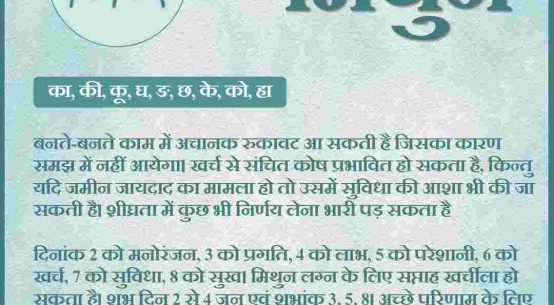 मिथुन
का, की, कू, घ, ङ, छ, के, को, हा
बनते-बनते काम में अचानक रुकावट आ सकती है जिसका कारण
समझ में नहीं आयेगा। खर्च से संचित कोष प्रभावित हो सकता है, किन्तु
यदि जमीन जायदाद का मामला हो तो उसमें सुविधा की आशा भी की जा
सकती है। शीघ्रता में कुछ भी निर्णय लेना भारी पड़ सकता है
दिनांक 2 को मनोरंजन, 3 को प्रगति, 4 को लाभ, 5 को परेशानी, 6 को
खर्च, 7 को सुविधा, 8 को सुख। मिथुन लग्न के लिए सप्ताह खर्चीला हो
सकता है। शुभ दिन 2 से 4 जून एवं शुभांक 3, 5, 8। अच्छे परिणाम के लिए